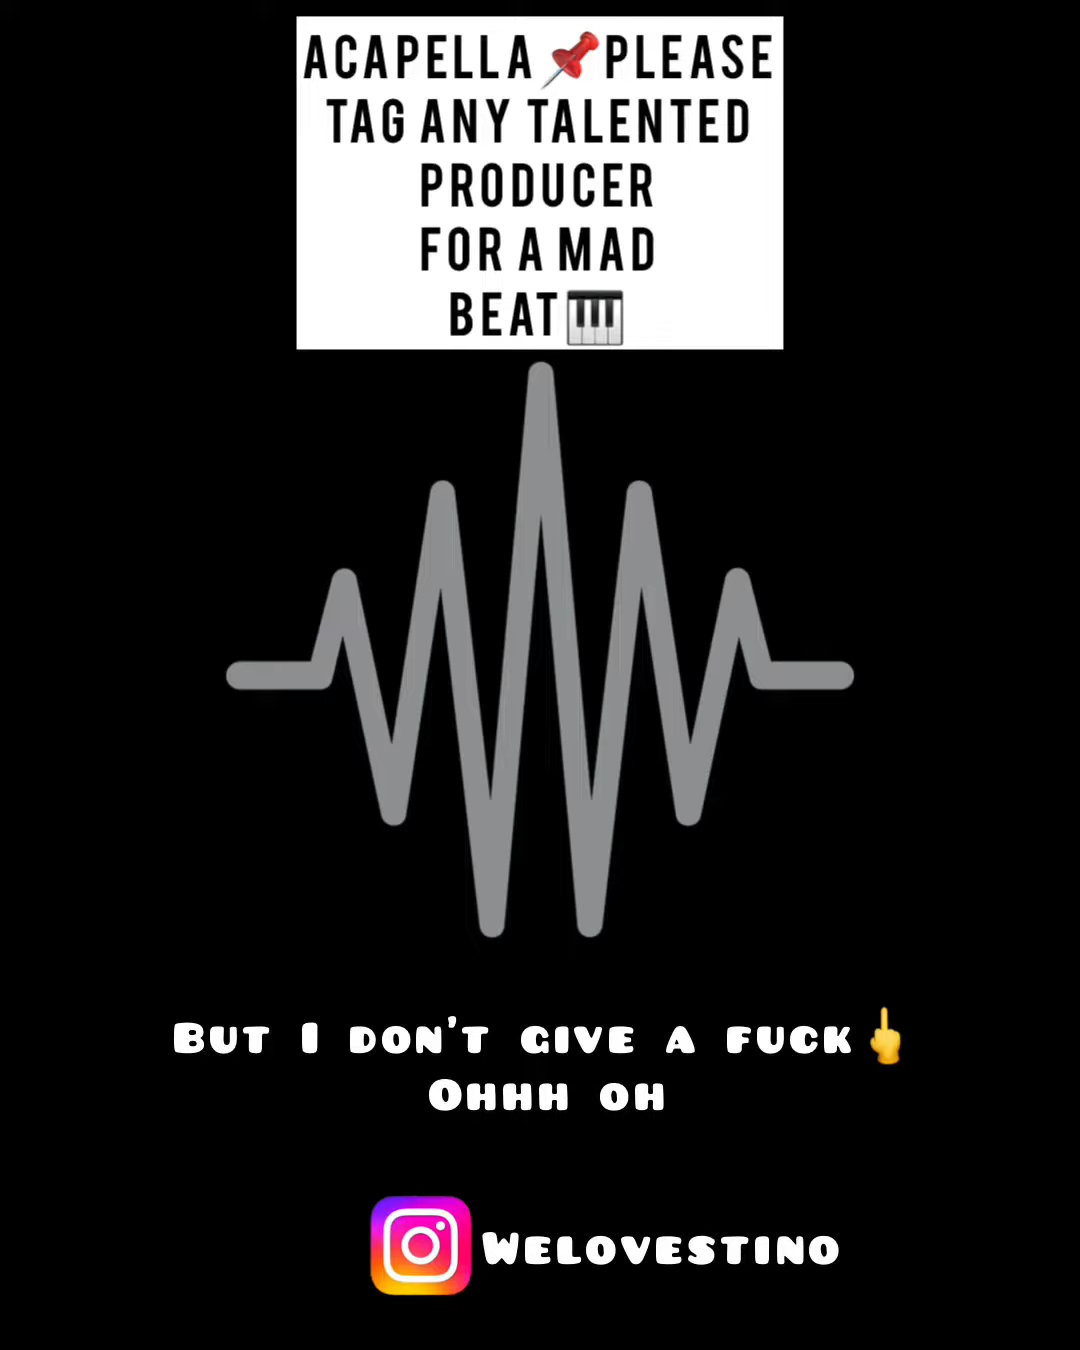 ACAPELLA📌PLEASE
TAG ANY TALENTED
PRODUCER
FOR A MAD
BEAT🎹
BUT I DON'T GIVE A FUCK🖕
OHHH OH
WELOVESTINO